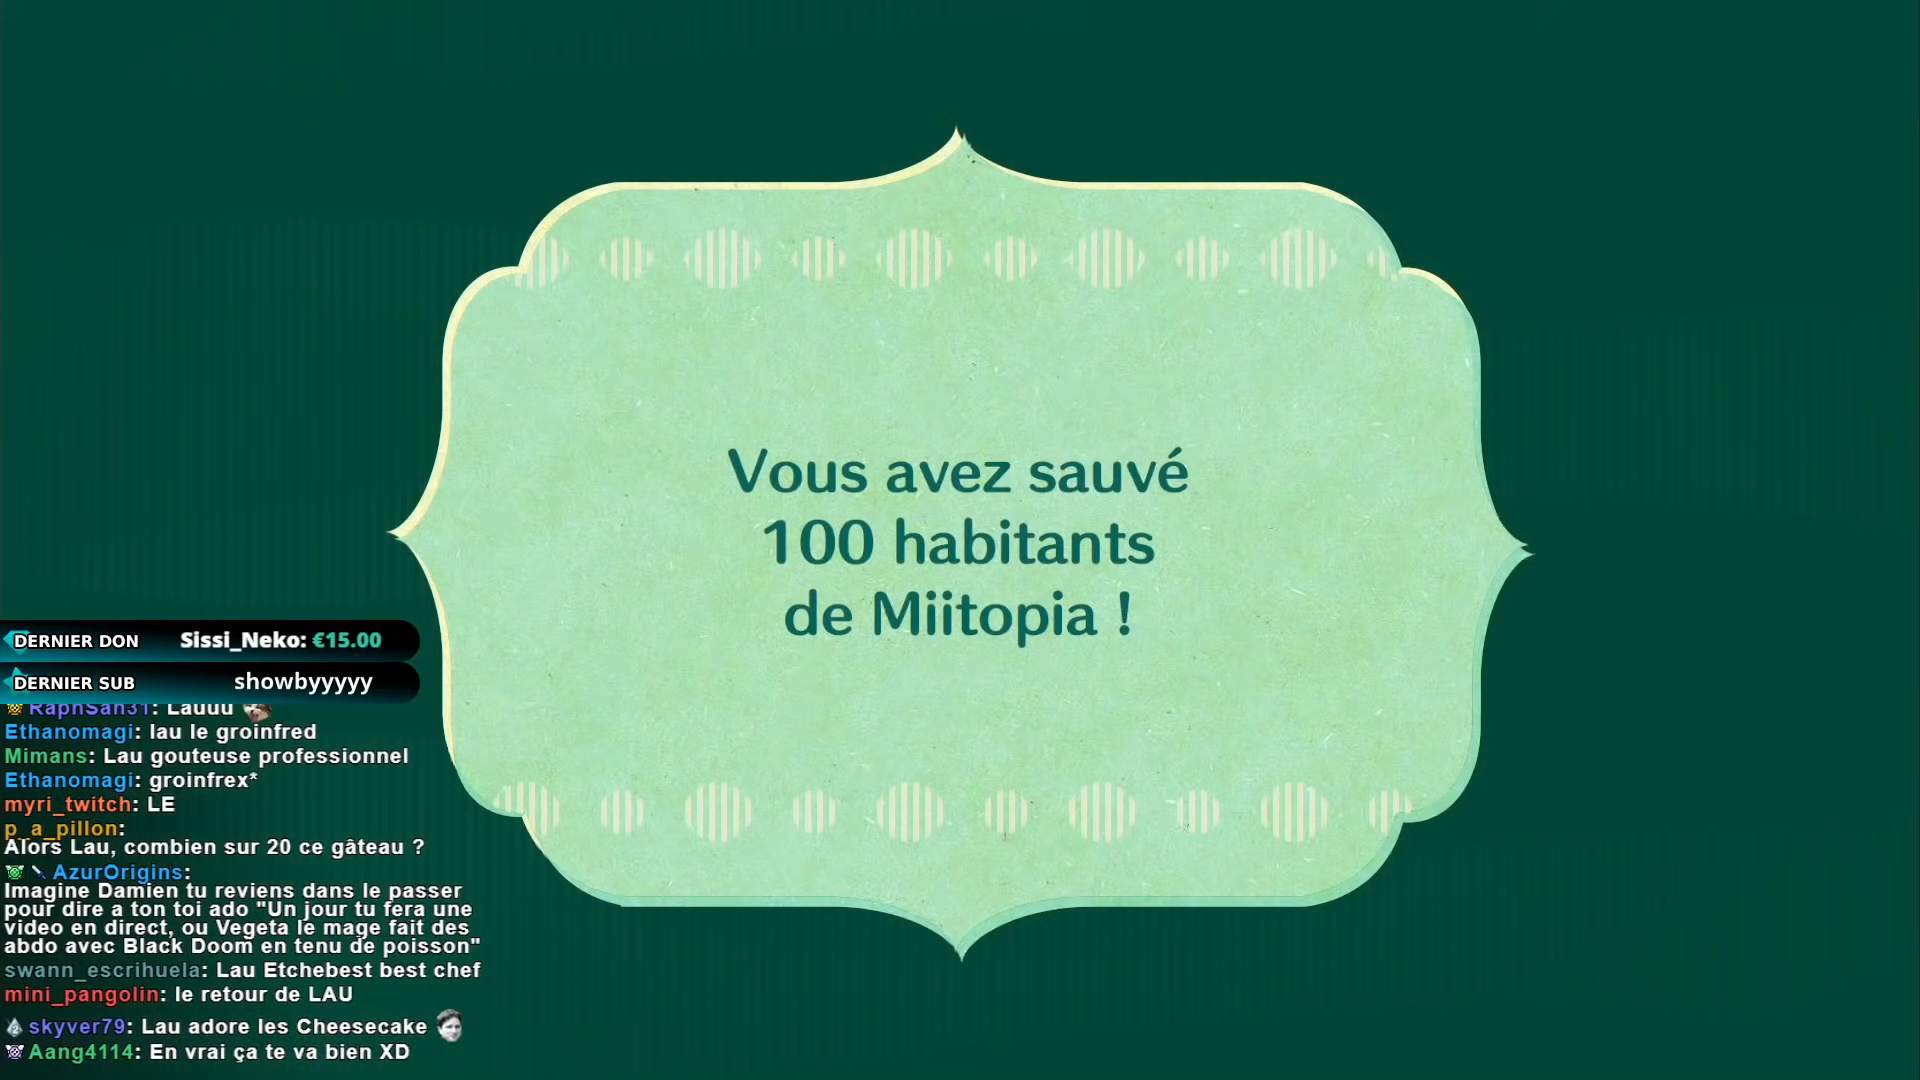 Vous avez sauvé
100 habitants
de Miitopia !
DERNIER DON Sissi_Neko: €15.00
DERNIER SUB showbyyyyy
RaphSan31: Lauuu
Ethanomagi: lau le groinfred
Mimans: Lau gouteuse professionnel
Ethanomagi: groinfrex*
myri_twitch: LE
p_a_pillon:
Alors Lau, combien sur 20 ce gâteau ?
AzurOrigins:
Imagine Damien tu reviens dans le passer
pour dire a ton toi ado "Un jour tu fera une
video en direct, ou Vegeta le mage fait des
abdo avec Black Doom en tenu de poisson"
swann_escrihuela: Lau Etchebest best chef
mini_pangolin: le retour de LAU
skyver79: Lau adore les Cheesecake
Aang4114: En vrai ça te va bien XD